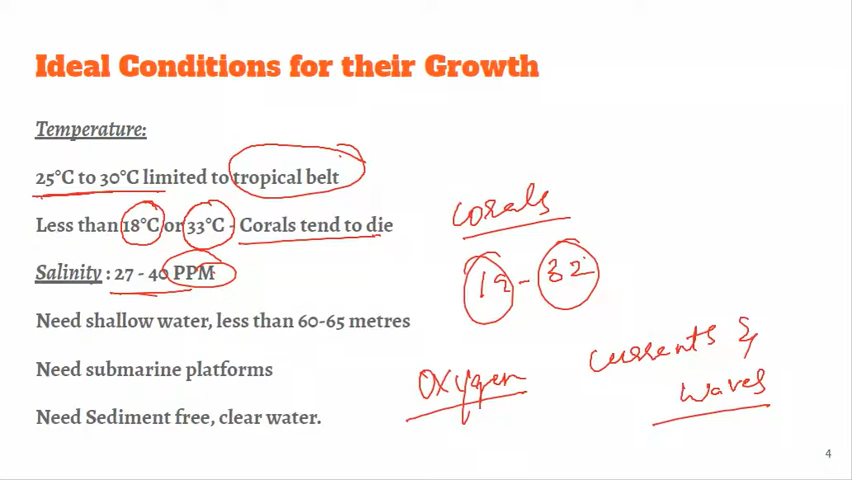 Ideal Conditions for their Growth
Temperature:
25°C to 30°C limited to tropical belt
Less than 18°C or 33°C - Corals tend to die
Salinity : 27 - 40 PPM
Need shallow water, less than 60-65 metres
Need submarine platforms
Need Sediment free, clear water.
corals
19 - 32
oxygen
currents &
waves
4